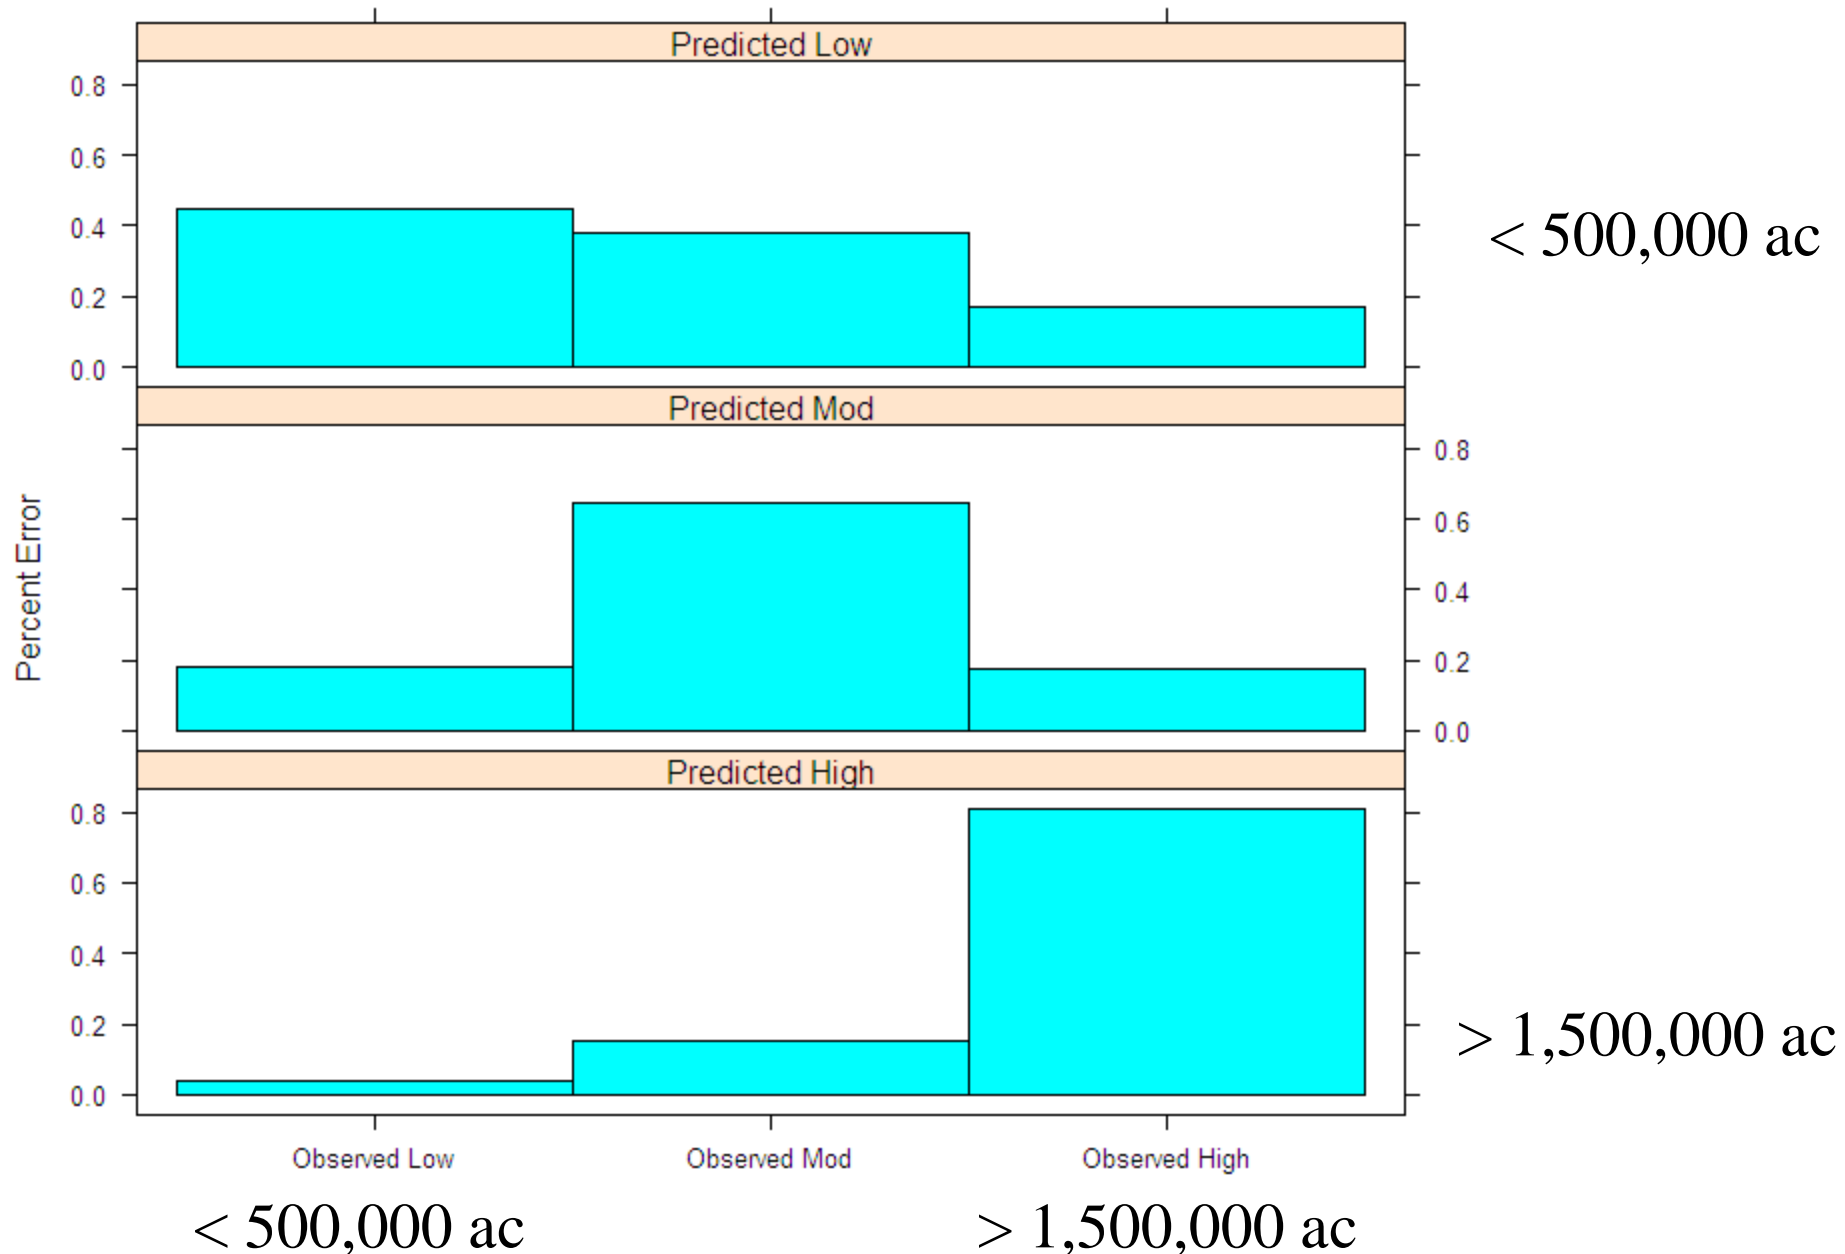 Predicted Low
0.8
0.6
0.4
0.2
0.0
< 500,000 ac
Predicted Mod
0.8
0.6
0.4
0.2
0.0
Percent Error
Predicted High
0.8
0.6
0.4
0.2
0.0
> 1,500,000 ac
Observed Low Observed Mod Observed High
< 500,000 ac > 1,500,000 ac